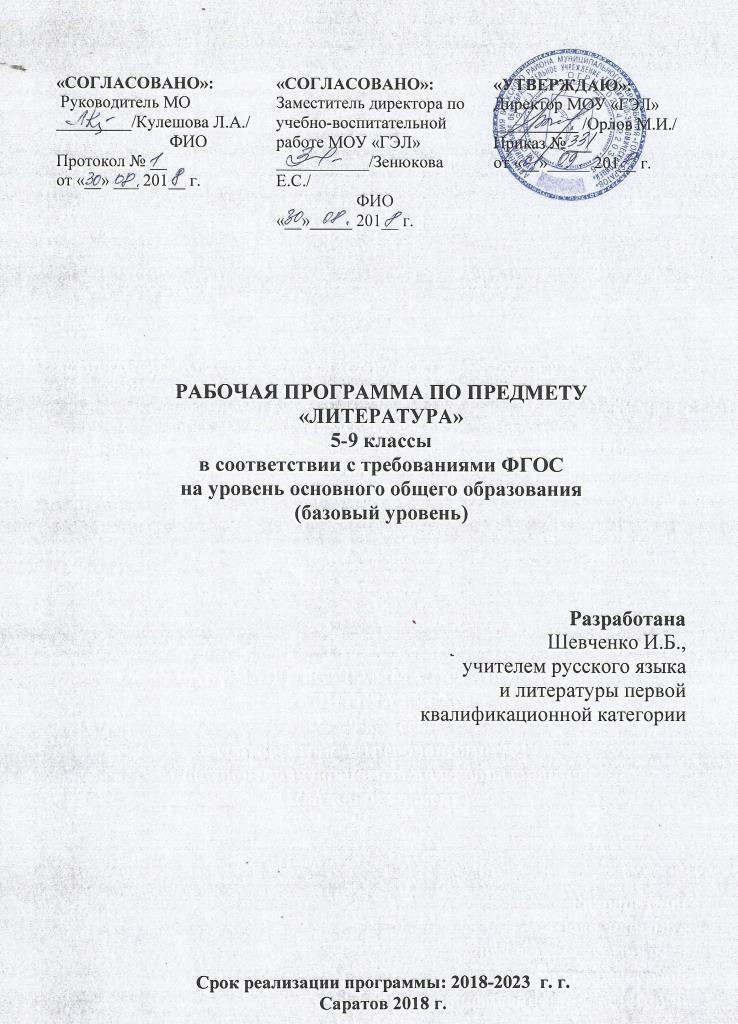 «СОГЛАСОВАНО»:
Руководитель МО
_________/Кулешова Л.А./
ФИО
Протокол № 1
от «30» 08. 2018 г.
«СОГЛАСОВАНО»:
Заместитель директора по
учебно-воспитательной
работе МОУ «ГЭЛ»
___________/Зенюкова
Е.С./
ФИО
«30» 08. 2018 г.
«УТВЕРЖДАЮ»:
Директор МОУ «ГЭЛ»
/Орлов М.И./
Приказ № 331
от « » 09 201 г.
РАБОЧАЯ ПРОГРАММА ПО ПРЕДМЕТУ
«ЛИТЕРАТУРА»
5-9 классы
в соответствии с требованиями ФГОС
на уровень основного общего образования
(базовый уровень)
Разработана
Шевченко И.Б.,
учителем русского языка
и литературы первой
квалификационной категории
Срок реализации программы: 2018-2023 г. г.
Саратов 2018 г.